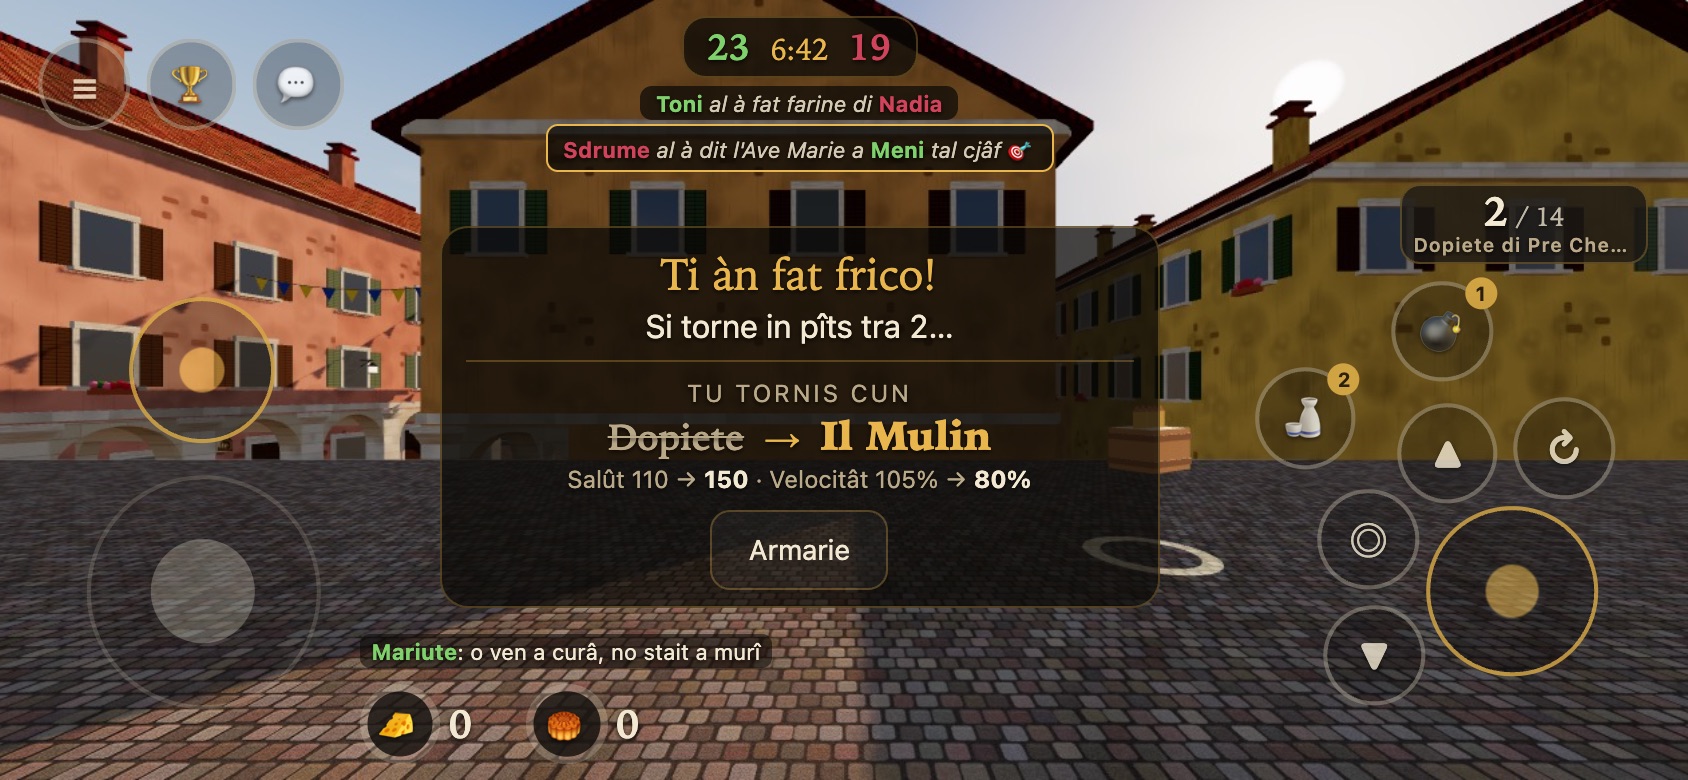 23 6:42 19
Toni al à fat farine di Nadia
Sdrume al à dit l'Ave Marie a Meni tal cjâf
2 / 14
Dopiete di Pre Che...
1
2
Ti àn fat frico!
Si torne in pîts tra 2...
TU TORNIS CUN
Dopiete → Il Mulin
Salût 110 → 150 · Velocitât 105% → 80%
Armarie
Mariute: o ven a curâ, no stait a murî
0 0